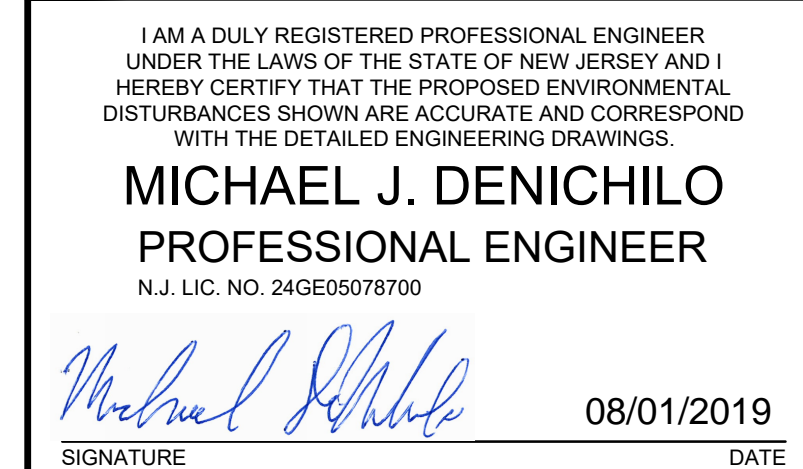 I AM A DULY REGISTERED PROFESSIONAL ENGINEER
UNDER THE LAWS OF THE STATE OF NEW JERSEY AND I
HEREBY CERTIFY THAT THE PROPOSED ENVIRONMENTAL
DISTURBANCES SHOWN ARE ACCURATE AND CORRESPOND
WITH THE DETAILED ENGINEERING DRAWINGS.
MICHAEL J. DENICHILO
PROFESSIONAL ENGINEER
N.J. LIC. NO. 24GE05078700
Michael DeNichilo
08/01/2019
SIGNATURE DATE